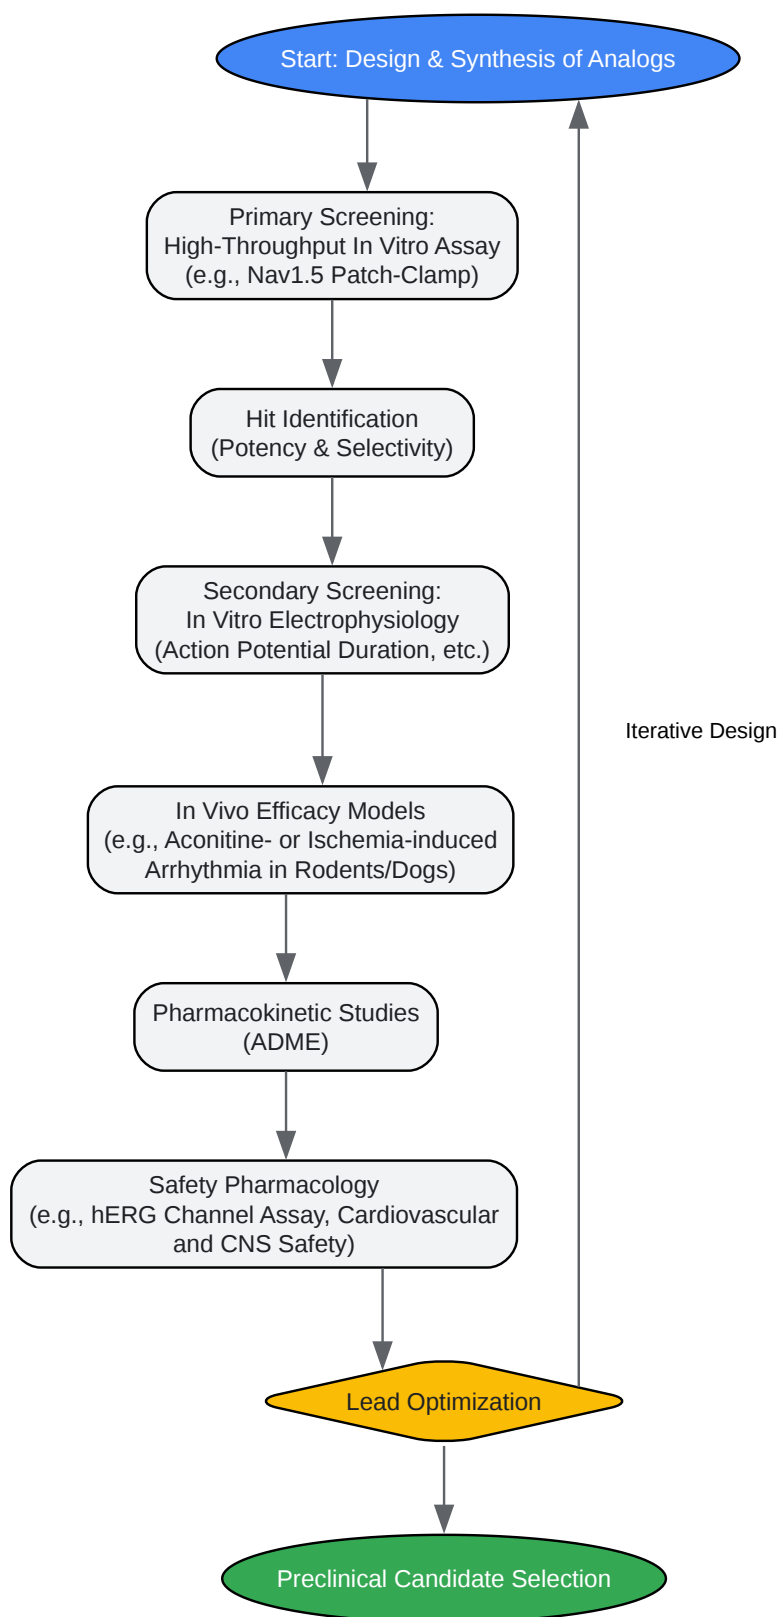 Start: Design & Synthesis of Analogs
Primary Screening:
High-Throughput In Vitro Assay
(e.g., Nav1.5 Patch-Clamp)
Hit Identification
(Potency & Selectivity)
Secondary Screening:
In Vitro Electrophysiology
(Action Potential Duration, etc.)
Iterative Design
In Vivo Efficacy Models
(e.g., Aconitine- or Ischemia-induced
Arrhythmia in Rodents/Dogs)
Pharmacokinetic Studies
(ADME)
Safety Pharmacology
(e.g., hERG Channel Assay, Cardiovascular
and CNS Safety)
Lead Optimization
Preclinical Candidate Selection